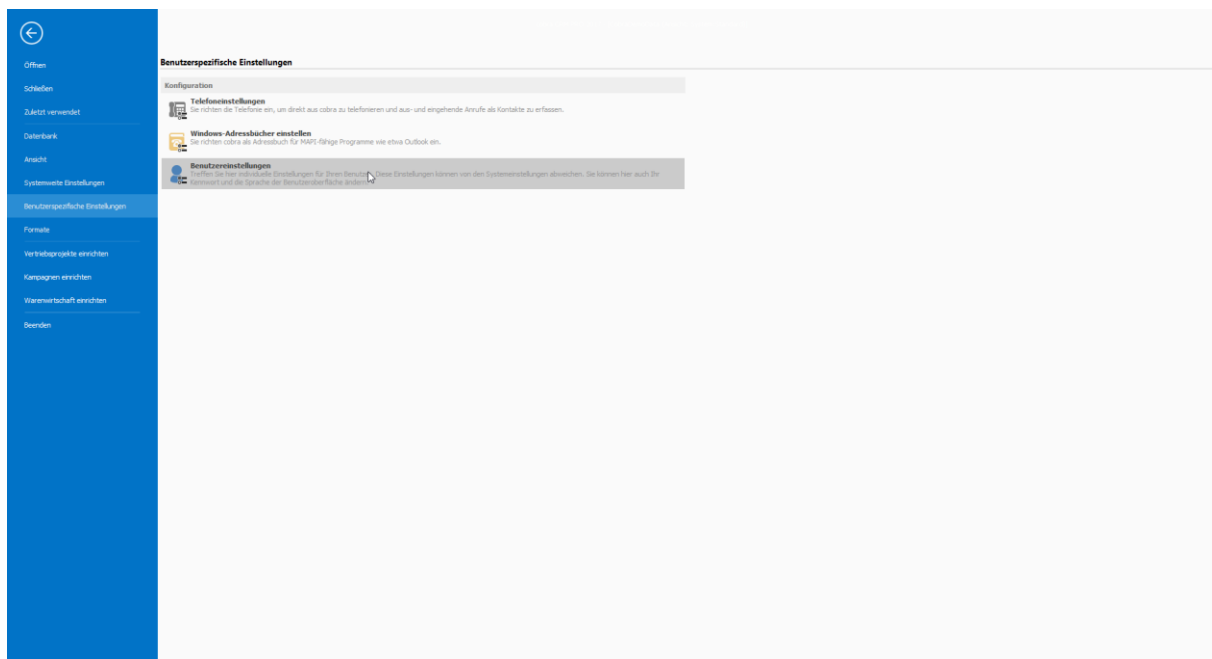 Öffnen
Schließen
Zuletzt verwendet
Datenbank
Ansicht
Systemweite Einstellungen
Benutzerspezifische Einstellungen
Formate
Vertriebsprojekte einrichten
Kampagnen einrichten
Warenwirtschaft einrichten
Beenden
Benutzerspezifische Einstellungen
Konfiguration
Telefoneinstellungen
Sie richten die Telefonie ein, um direkt aus cobra zu telefonieren und aus- und eingehende Anrufe als Kontakte zu erfassen.
Windows-Adressbücher einstellen
Sie richten cobra als Adressbuch für MAPI-fähige Programme wie etwa Outlook ein.
Benutzereinstellungen
Treffen Sie hier individuelle Einstellungen für Ihren Benutzer. Diese Einstellungen können von den Systemeinstellungen abweichen. Sie können hier auch Ihr
Kennwort und die Sprache der Benutzeroberfläche ändern.